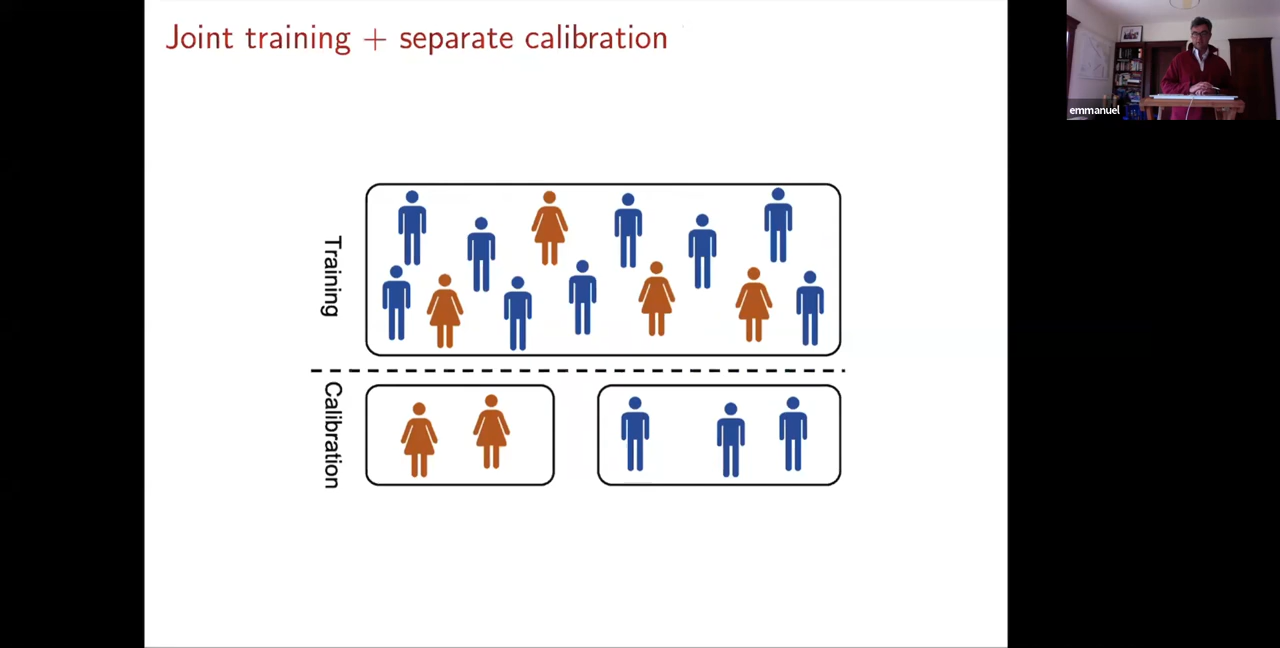 Joint training + separate calibration
emmanuel
Training
Calibration